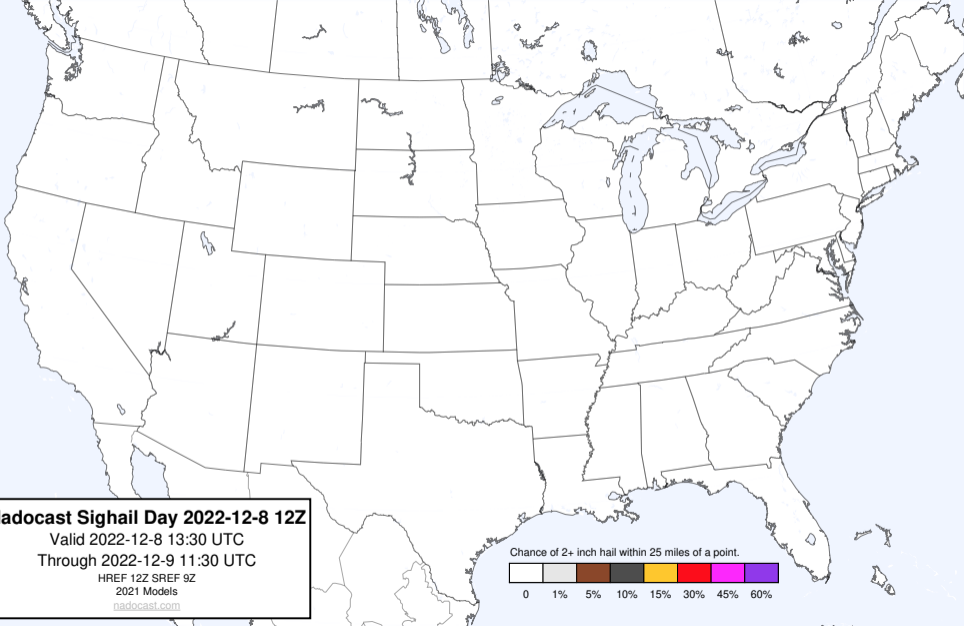 adocast Sighail Day 2022-12-8 12Z
Valid 2022-12-8 13:30 UTC
Through 2022-12-9 11:30 UTC
HREF 12Z SREF 9Z
2021 Models
nadocast.com
Chance of 2+ inch hail within 25 miles of a point.
0 1% 5% 10% 15% 30% 45% 60%